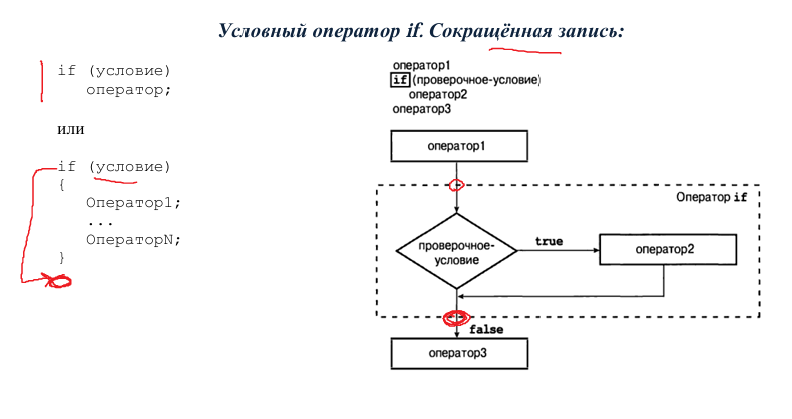 Условный оператор if. Сокращённая запись:
if (условие)
оператор;
или
if (условие)
{
Оператор1;
...
ОператорN;
}
оператор1
if (проверочное-условие)
оператор2
оператор3
оператор1
Оператор if
проверочное-
условие
true
оператор2
false
оператор3